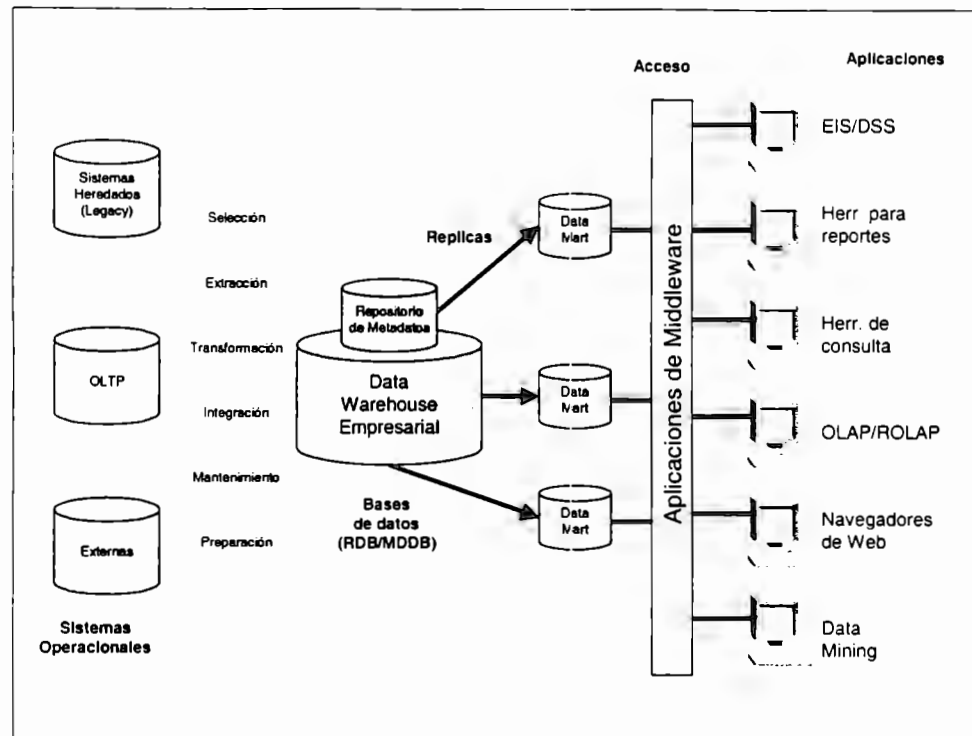 Acceso
Aplicaciones
Sistemas
Heredados
(Legacy)
OLTP
Externas
Sistemas
Operacionales
Selección
Extracción
Transformación
Integración
Mantenimiento
Preparación
Repositorio
de Metadatos
Data
Warehouse
Empresarial
Bases
de datos
(RDB/MDDB)
Replicas
Data
Mart
Data
Mart
Data
Mart
Aplicaciones de Middleware
EIS/DSS
Herr para
reportes
Herr. de
consulta
OLAP/ROLAP
Navegadores
de Web
Data
Mining